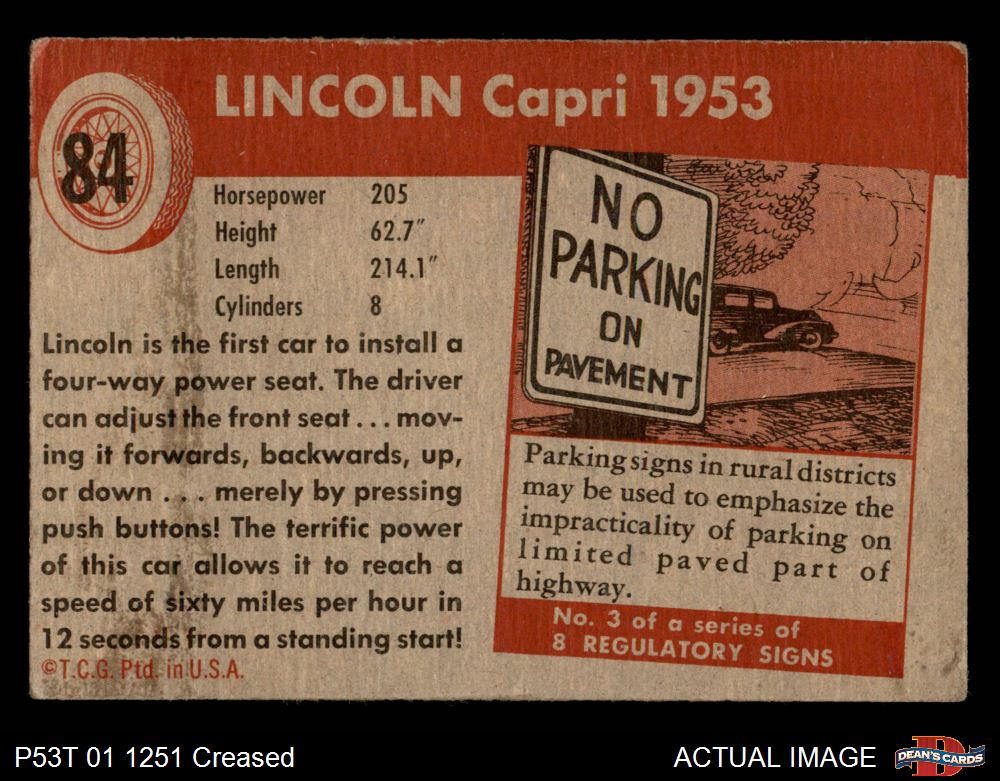 84
LINCOLN Capri 1953
Horsepower 205
Height 62.7"
Length 214.1"
Cylinders 8
Lincoln is the first car to install a
four-way power seat. The driver
can adjust the front seat . . . mov-
ing it forwards, backwards, up,
or down . . . merely by pressing
push buttons! The terrific power
of this car allows it to reach a
speed of sixty miles per hour in
12 seconds from a standing start!
©T.C.G. Ptd. in U.S.A.
NO
PARKING
ON
PAVEMENT
Parking signs in rural districts
may be used to emphasize the
impracticality of parking on
limited paved part of
highway.
No. 3 of a series of
8 REGULATORY SIGNS
P53T 01 1251 Creased
ACTUAL IMAGE
D
DEAN'S CARDS